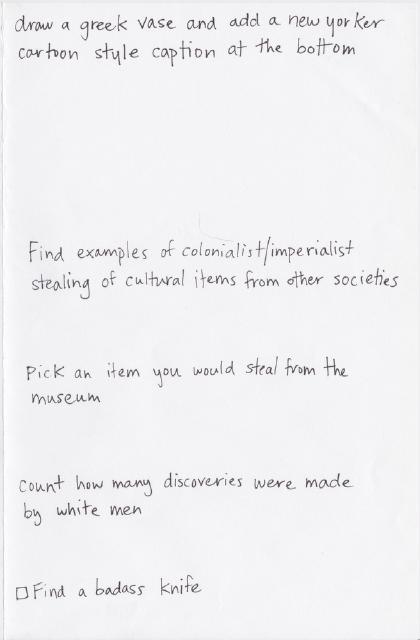 draw a greek vase and add a new yorker
cartoon style caption at the bottom
Find examples of colonialist/imperialist
stealing of cultural items from other societies
Pick an item you would steal from the
museum
count how many discoveries were made
by white men
☐ Find a badass knife